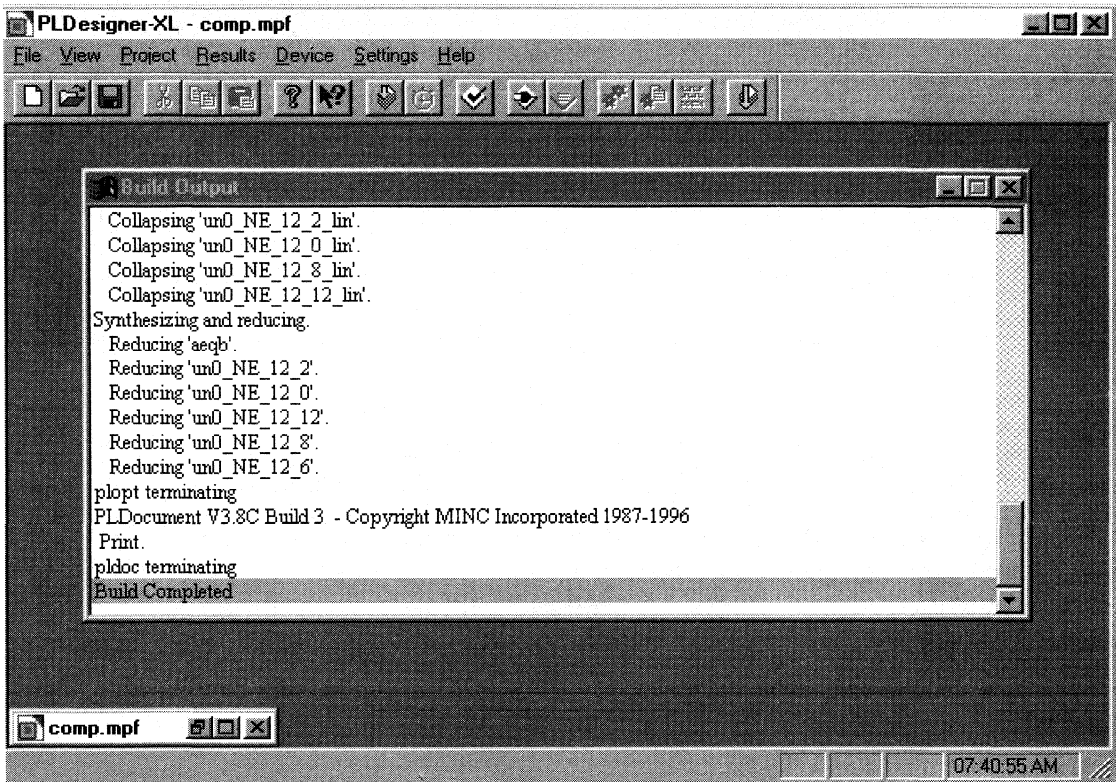 PLDesigner-XL - comp.mpf
File View Project Results Device Settings Help
Build Output
Collapsing 'un0_NE_12_2_lin'.
Collapsing 'un0_NE_12_0_lin'.
Collapsing 'un0_NE_12_8_lin'.
Collapsing 'un0_NE_12_12_lin'.
Synthesizing and reducing.
Reducing 'aeqb'.
Reducing 'un0_NE_12_2'.
Reducing 'un0_NE_12_0'.
Reducing 'un0_NE_12_12'.
Reducing 'un0_NE_12_8'.
Reducing 'un0_NE_12_6'.
plopt terminating
PLDocument V3.8C Build 3 - Copyright MINC Incorporated 1987-1996
Print.
pldoc terminating
Build Completed
comp.mpf
07:40:55 AM